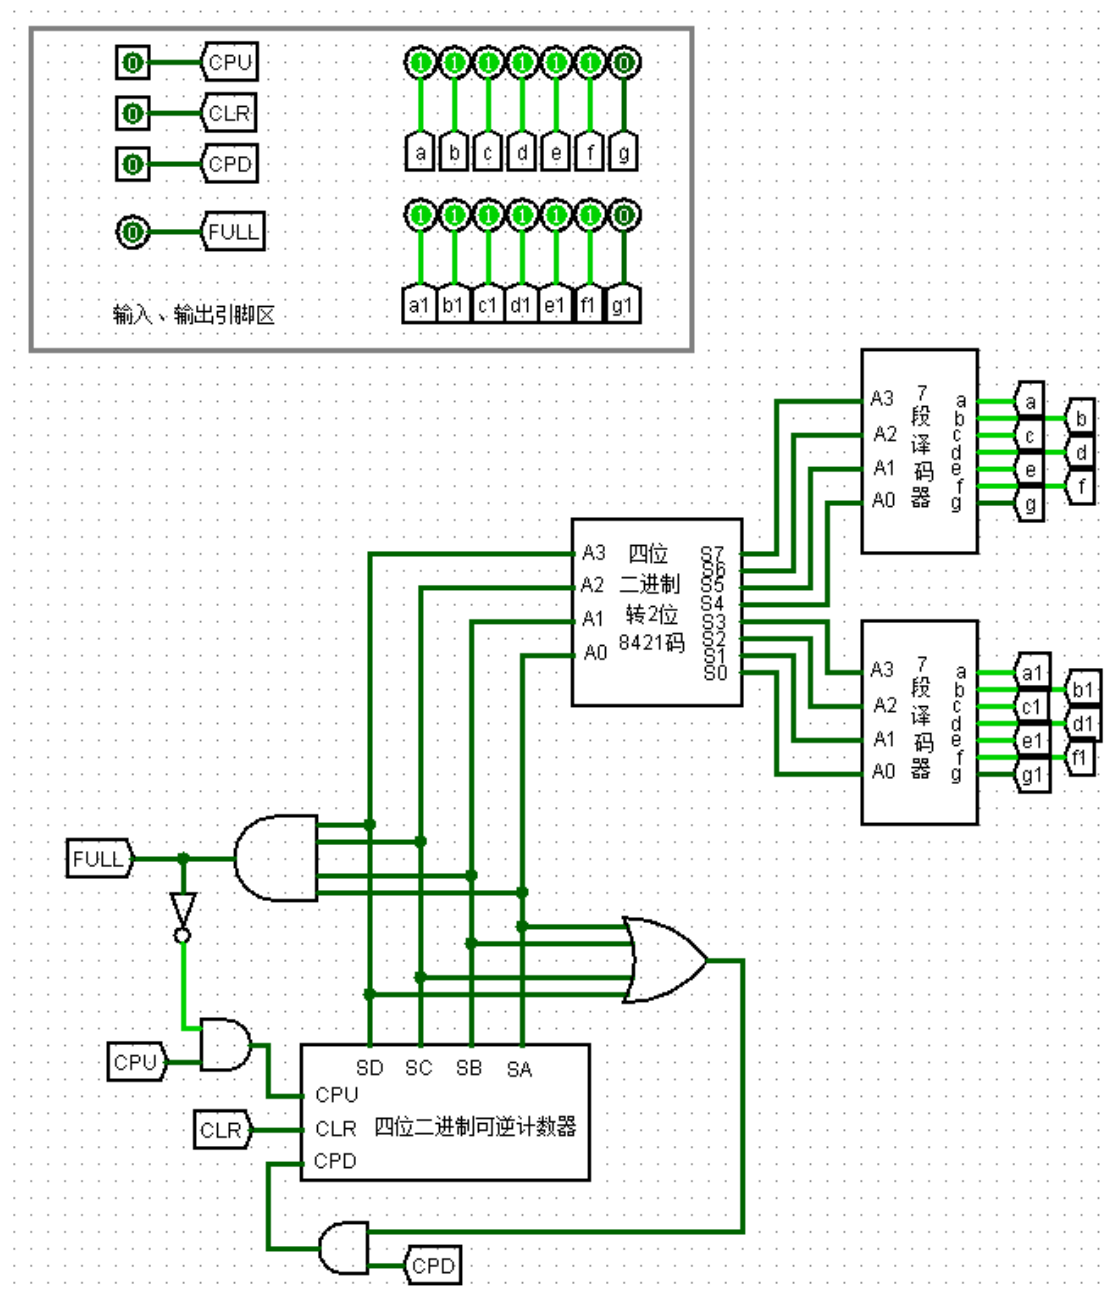 0 CPU
0 CLR
0 CPD
0 FULL
输入、输出引脚区
1 1 1 1 1 1 0
a b c d e f g
1 1 1 1 1 1 0
a1 b1 c1 d1 e1 f1 g1
A3
A2
A1
A0
7
段
译
码
器
a
b
c
d
e
f
g
a
b
c
d
e
f
g
A3
A2
A1
A0
四位
二进制
转2位
8421码
S7
S6
S5
S4
S3
S2
S1
S0
A3
A2
A1
A0
7
段
译
码
器
a
b
c
d
e
f
g
a1
b1
c1
d1
e1
f1
g1
FULL
CPU
CLR
SD SC SB SA
CPU
CLR
CPD
四位二进制可逆计数器
CPD